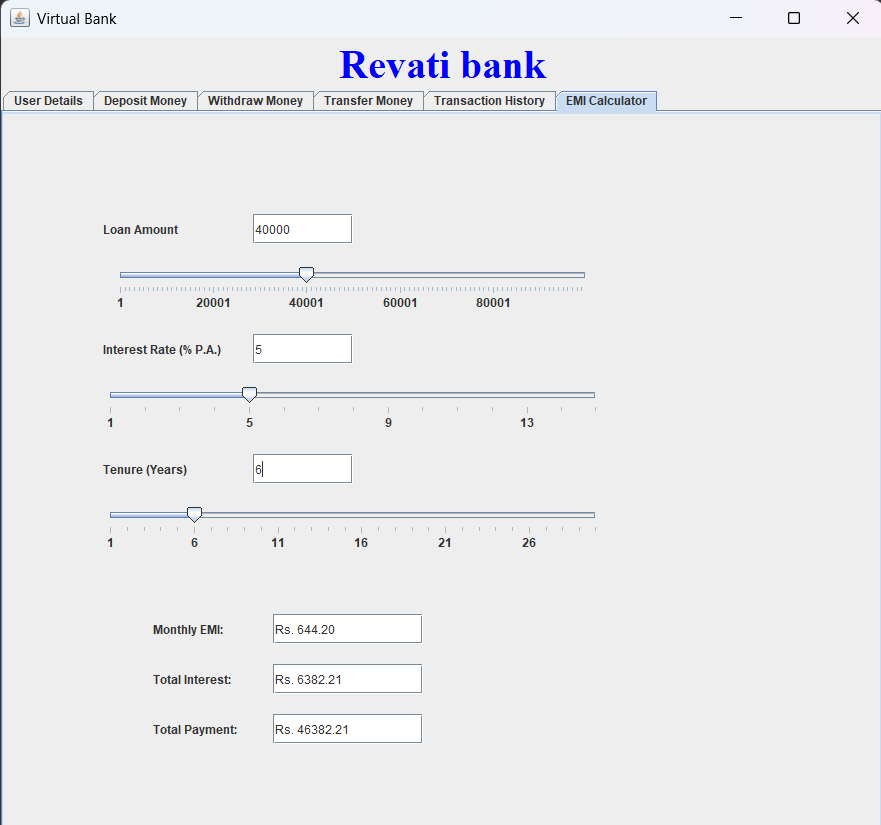 Virtual Bank
Revati bank
User Details Deposit Money Withdraw Money Transfer Money Transaction History EMI Calculator
Loan Amount 40000
1 20001 40001 60001 80001
Interest Rate (% P.A.) 5
1 5 9 13
Tenure (Years) 6
1 6 11 16 21 26
Monthly EMI: Rs. 644.20
Total Interest: Rs. 6382.21
Total Payment: Rs. 46382.21